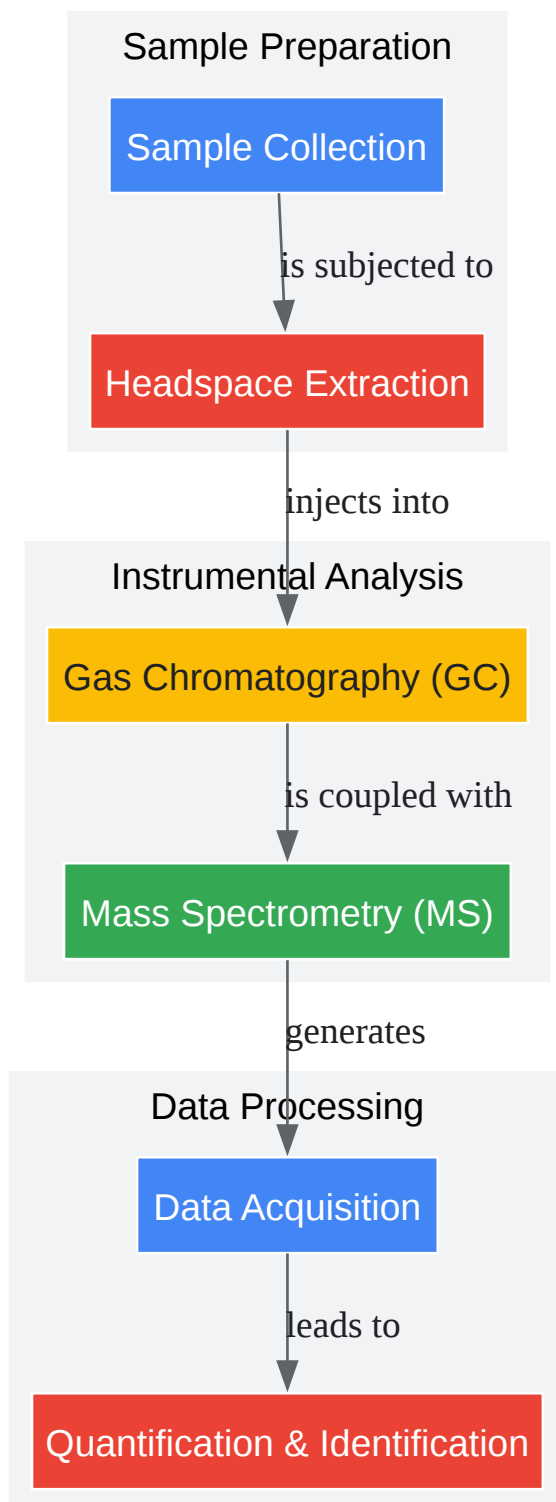 Sample Preparation
Sample Collection
is subjected to
Headspace Extraction
injects into
Instrumental Analysis
Gas Chromatography (GC)
is coupled with
Mass Spectrometry (MS)
generates
Data Processing
Data Acquisition
leads to
Quantification & Identification